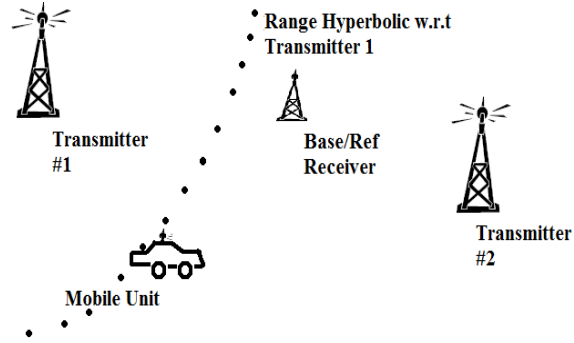 Range Hyperbolic w.r.t
Transmitter 1
Transmitter
#1
Base/Ref
Receiver
Transmitter
#2
Mobile Unit